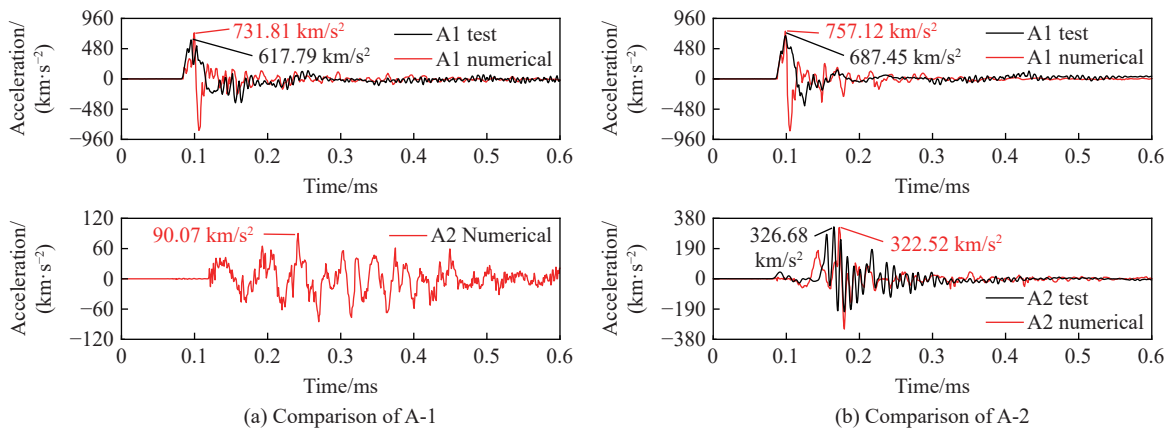 960
480
0
−480
−960
Acceleration/
(km·s⁻²)
731.81 km/s²
617.79 km/s²
A1 test
A1 numerical
0 0.1 0.2 0.3 0.4 0.5 0.6
Time/ms
960
480
0
−480
−960
Acceleration/
(km·s⁻²)
757.12 km/s²
687.45 km/s²
A1 test
A1 numerical
0 0.1 0.2 0.3 0.4 0.5 0.6
Time/ms
120
60
0
−60
−120
Acceleration/
(km·s⁻²)
90.07 km/s²
A2 Numerical
0 0.1 0.2 0.3 0.4 0.5 0.6
Time/ms
(a) Comparison of A-1
380
190
0
−190
−380
Acceleration/
(km·s⁻²)
326.68
km/s²
322.52 km/s²
A2 test
A2 numerical
0 0.1 0.2 0.3 0.4 0.5 0.6
Time/ms
(b) Comparison of A-2